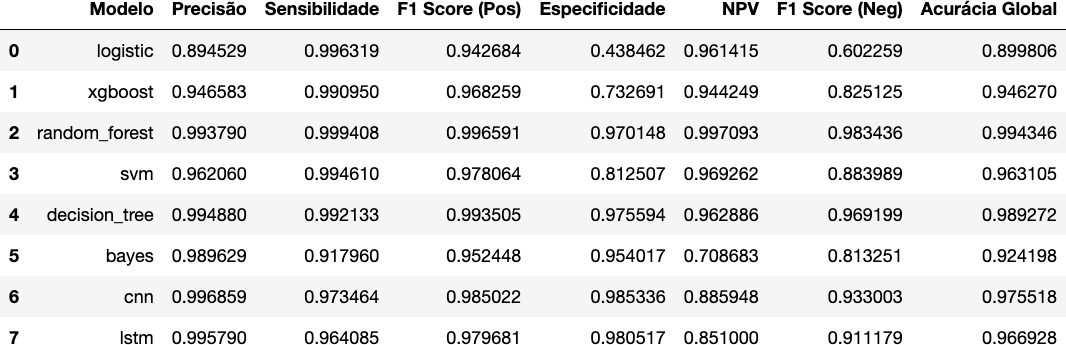 Modelo Precisão Sensibilidade F1 Score (Pos) Especificidade NPV F1 Score (Neg) Acurácia Global
0 logistic 0.894529 0.996319 0.942684 0.438462 0.961415 0.602259 0.899806
1 xgboost 0.946583 0.990950 0.968259 0.732691 0.944249 0.825125 0.946270
2 random_forest 0.993790 0.999408 0.996591 0.970148 0.997093 0.983436 0.994346
3 svm 0.962060 0.994610 0.978064 0.812507 0.969262 0.883989 0.963105
4 decision_tree 0.994880 0.992133 0.993505 0.975594 0.962886 0.969199 0.989272
5 bayes 0.989629 0.917960 0.952448 0.954017 0.708683 0.813251 0.924198
6 cnn 0.996859 0.973464 0.985022 0.985336 0.885948 0.933003 0.975518
7 lstm 0.995790 0.964085 0.979681 0.980517 0.851000 0.911179 0.966928